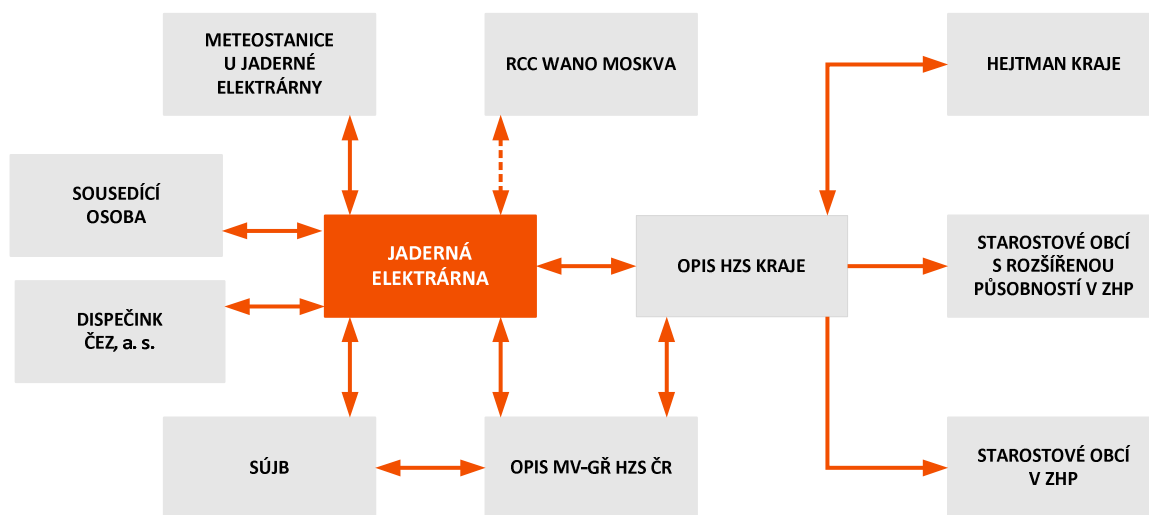 METEOSTANICE
U JADERNÉ
ELEKTRÁRNY
RCC WANO MOSKVA
HEJTMAN KRAJE
SOUSEDÍCÍ
OSOBA
JADERNÁ
ELEKTRÁRNA
OPIS HZS KRAJE
STAROSTOVÉ OBCÍ
S ROZŠÍŘENOU
PŮSOBNOSTÍ V ZHP
DISPEČINK
ČEZ, a. s.
SÚJB
OPIS MV–GŘ HZS ČR
STAROSTOVÉ OBCÍ
V ZHP